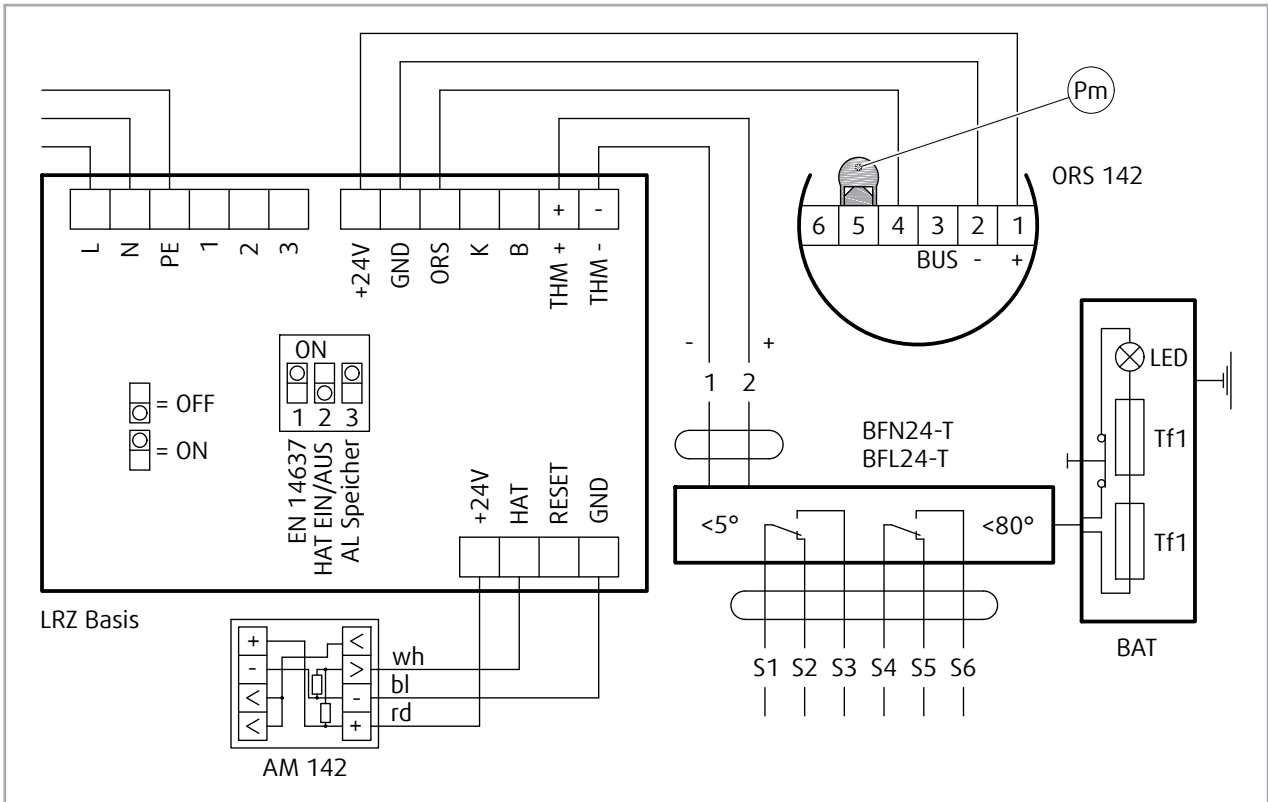 Pm
ORS 142
6 5 4 3 2 1
BUS - +
L N PE 1 2 3
+ -
+24V GND ORS K B THM + THM -
ON
1 2 3
EN 14637
HAT EIN/AUS
AL Speicher
= OFF
= ON
+24V HAT RESET GND
LRZ Basis
- +
1 2
BFN24-T
BFL24-T
<5° <80°
S1 S2 S3 S4 S5 S6
LED
Tf1
Tf1
BAT
+ <
- > wh
< - bl
< + rd
AM 142